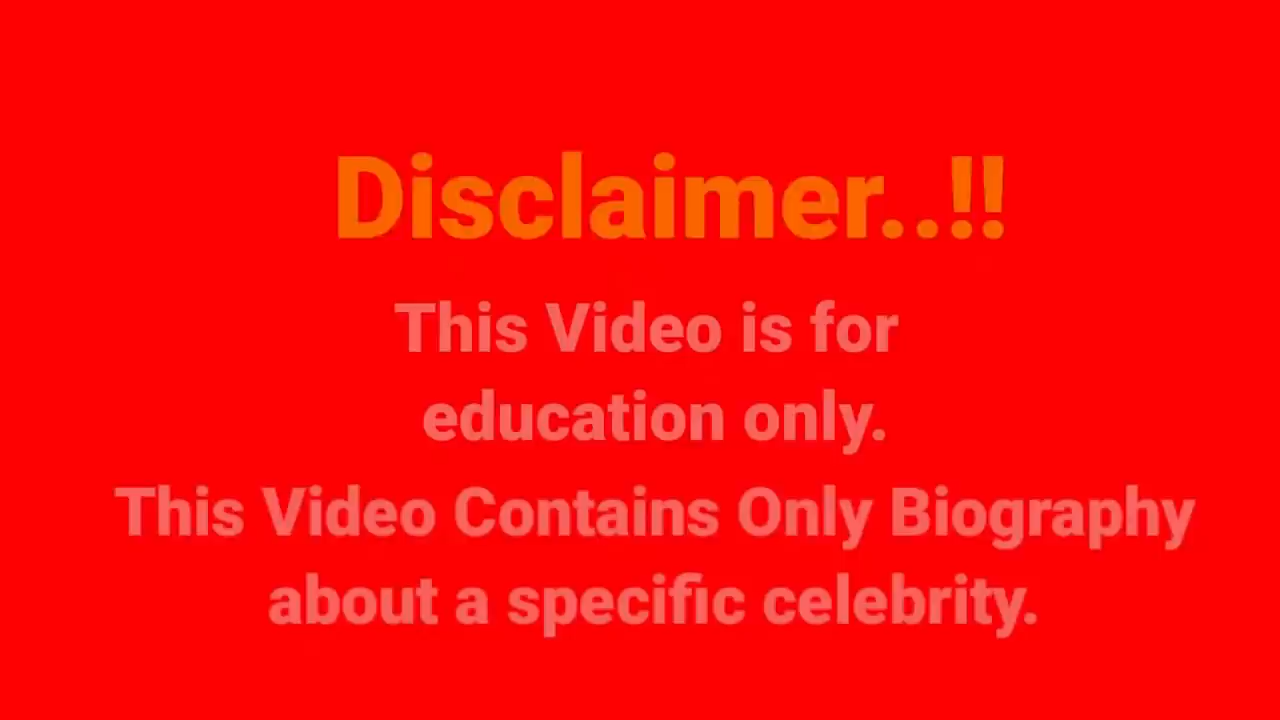 Disclaimer..!!
This Video is for
education only.
This Video Contains Only Biography
about a specific celebrity.